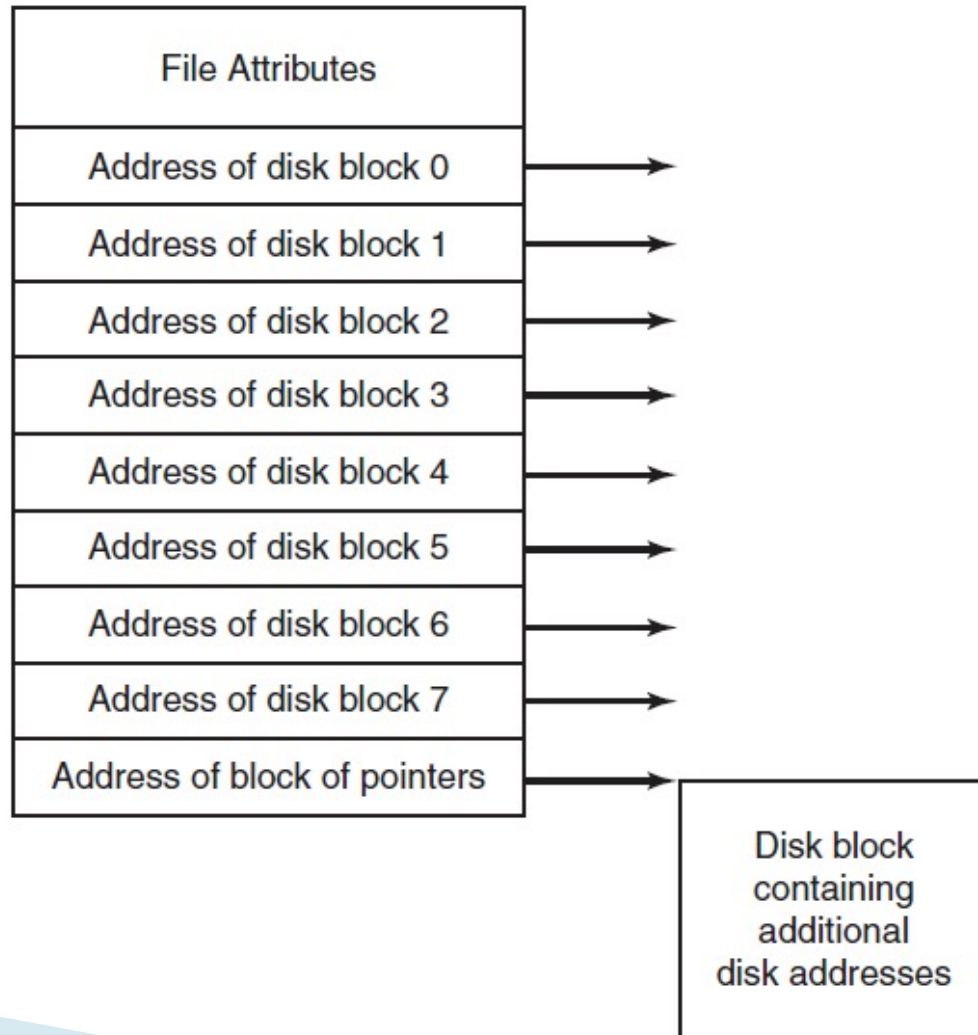 File Attributes
Address of disk block 0
Address of disk block 1
Address of disk block 2
Address of disk block 3
Address of disk block 4
Address of disk block 5
Address of disk block 6
Address of disk block 7
Address of block of pointers
Disk block
containing
additional
disk addresses